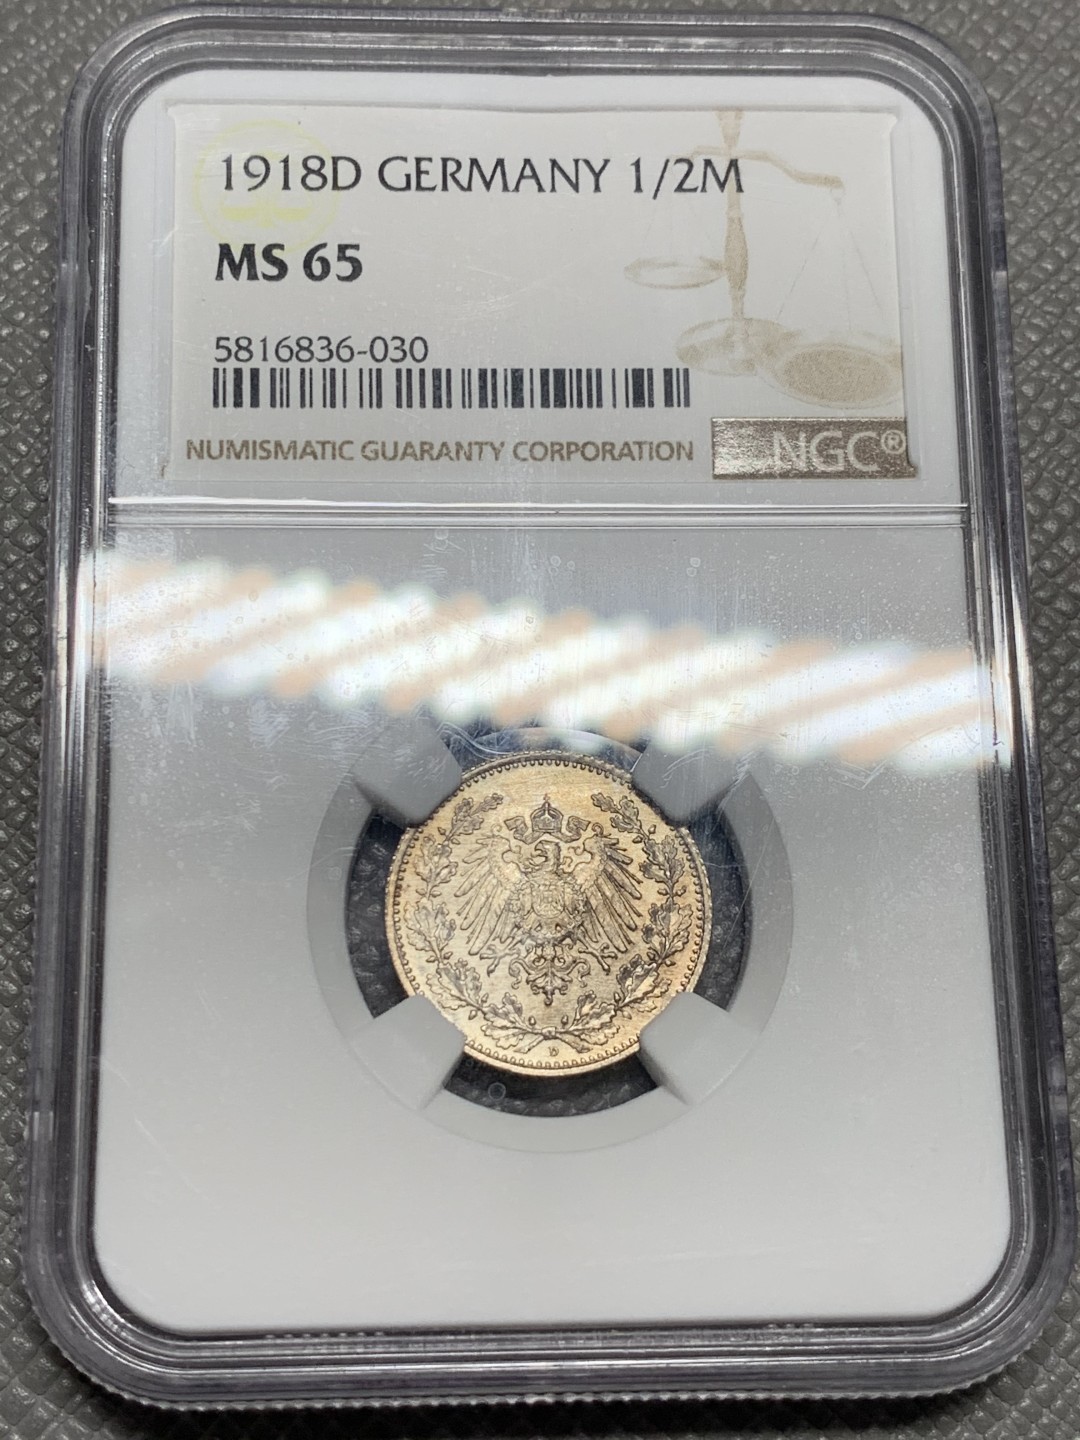 1918D GERMANY 1/2M
MS 65
5816836-030
NUMISMATIC GUARANTY CORPORATION
NGC®
D